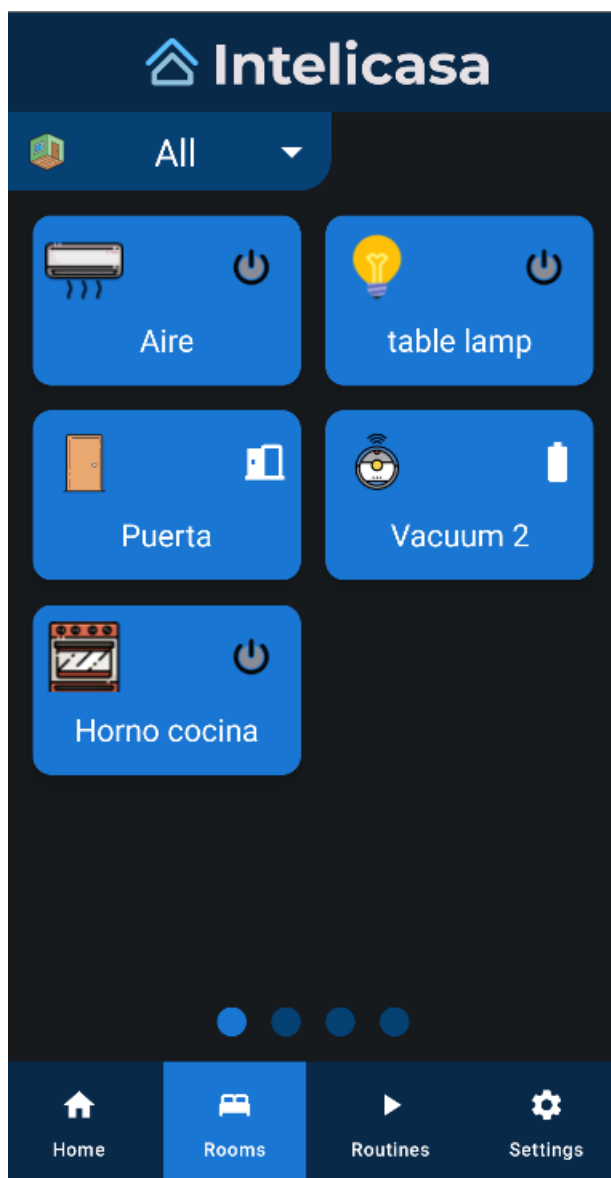 Intelicasa
All
Aire
table lamp
Puerta
Vacuum 2
Horno cocina
Home
Rooms
Routines
Settings